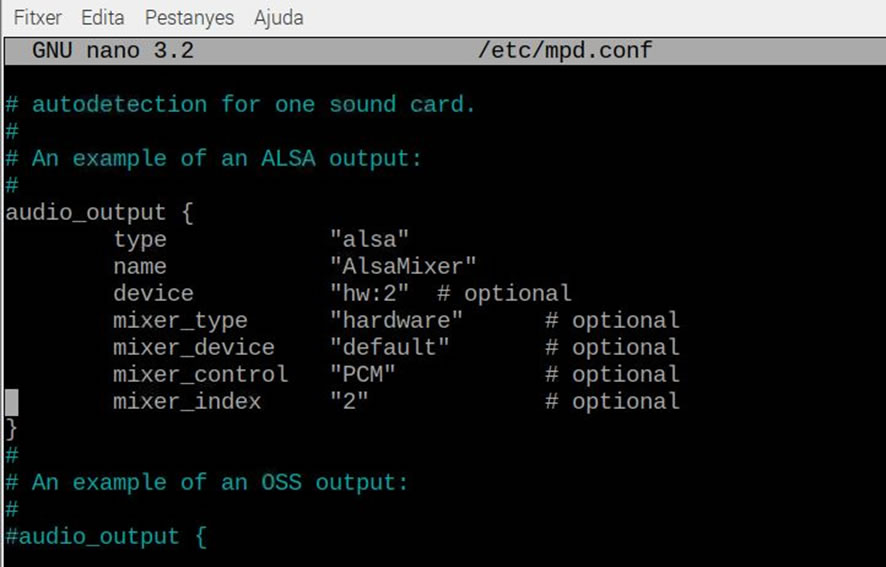 Fitxer Edita Pestanyes Ajuda
GNU nano 3.2 /etc/mpd.conf
# autodetection for one sound card.
#
# An example of an ALSA output:
#
audio_output {
type "alsa"
name "AlsaMixer"
device "hw:2" # optional
mixer_type "hardware" # optional
mixer_device "default" # optional
mixer_control "PCM" # optional
mixer_index "2" # optional
}
#
# An example of an OSS output:
#
#audio_output {